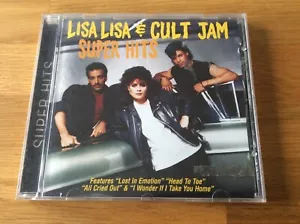 LISA LISA & CULT JAM
SUPER HITS
SUPER HITS
Features "Lost In Emotion" "Head To Toe"
"All Cried Out" & "I Wonder If I Take You Home"